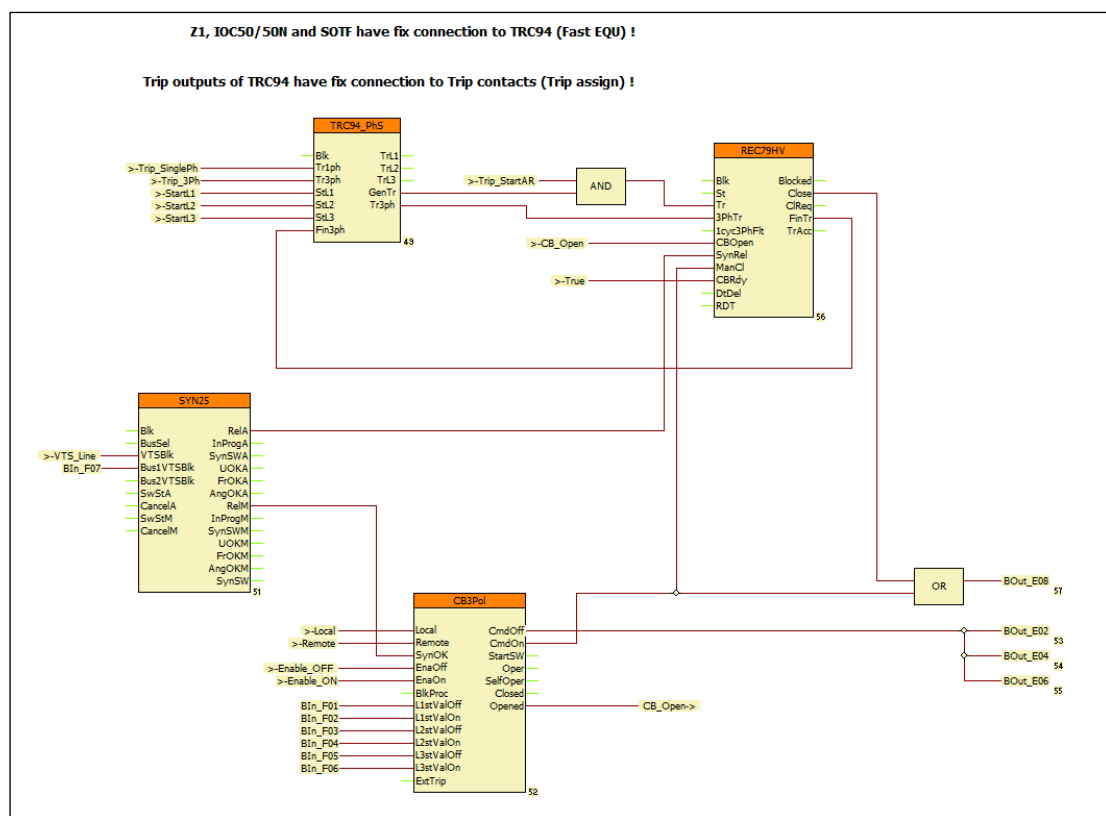 Z1, IOC50/50N and SOTF have fix connection to TRC94 (Fast EQU) !
Trip outputs of TRC94 have fix connection to Trip contacts (Trip assign) !
TRC94_PhS
Blk
Tr1ph
Tr3ph
StL1
StL2
StL3
Fin3ph
TrL1
TrL2
TrL3
GenTr
Tr3ph
49
>-Trip_SinglePh
>-Trip_3Ph
>-StartL1
>-StartL2
>-StartL3
>-Trip_StartAR
AND
REC79HV
Blk
St
Tr
3PhTr
1cyc3PhFlt
CBOpen
SynRel
ManCl
CBRdy
DtDel
RDT
Blocked
Close
ClReq
FinTr
TrAcc
56
>-CB_Open
>-True
SYN25
Blk
BusSel
VTSBlk
Bus1VTSBlk
Bus2VTSBlk
SwStA
CancelA
SwStM
CancelM
RelA
InProgA
SynSWA
UOKA
FrOKA
AngOKA
RelM
InProgM
SynSWM
UOKM
FrOKM
AngOKM
SynSW
51
>-VTS_Line
BIn_F07
CB3Pol
Local
Remote
SynOK
EnaOff
EnaOn
BlkProc
L1stValOff
L1stValOn
L2stValOff
L2stValOn
L3stValOff
L3stValOn
ExtTrip
CmdOff
CmdOn
StartSW
Oper
SelfOper
Closed
Opened
52
>-Local
>-Remote
>-Enable_OFF
>-Enable_ON
BIn_F01
BIn_F02
BIn_F03
BIn_F04
BIn_F05
BIn_F06
CB_Open->
OR
BOut_E08
57
BOut_E02
53
BOut_E04
54
BOut_E06
55